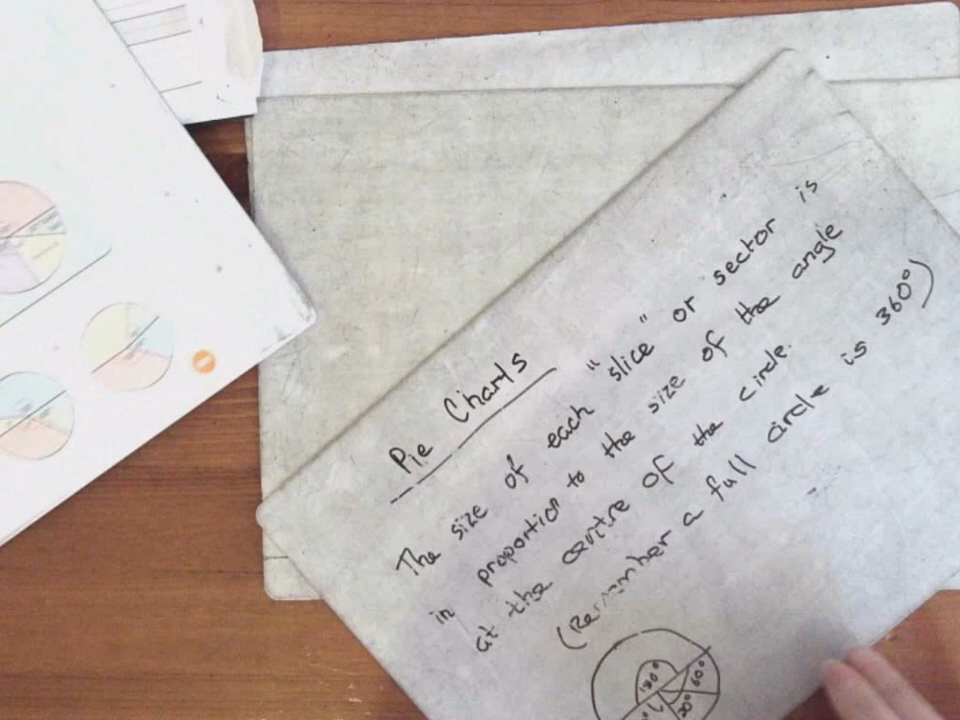 Pie Charts
The size of each "slice" or sector is
in proportion to the size of the angle
at the centre of the circle.
(Remember a full circle is 360°)
180° 60°